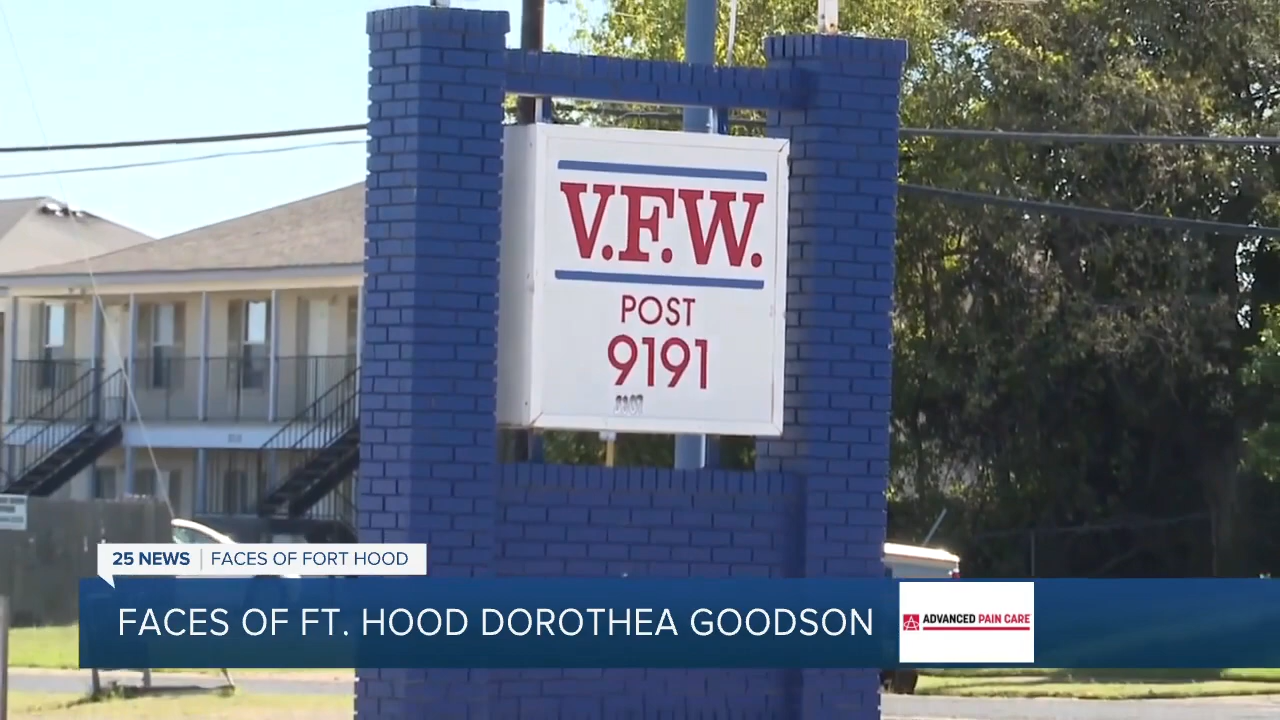 V.F.W.
POST
9191
25 NEWS | FACES OF FORT HOOD
FACES OF FT. HOOD DOROTHEA GOODSON
ADVANCED PAIN CARE